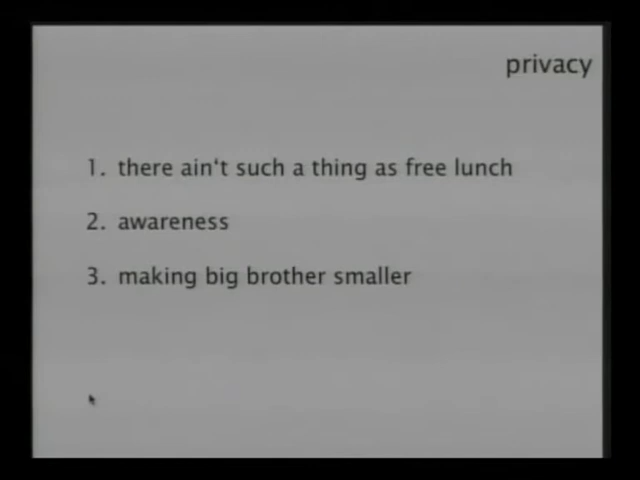 privacy
1. there ain‘t such a thing as free lunch
2. awareness
3. making big brother smaller